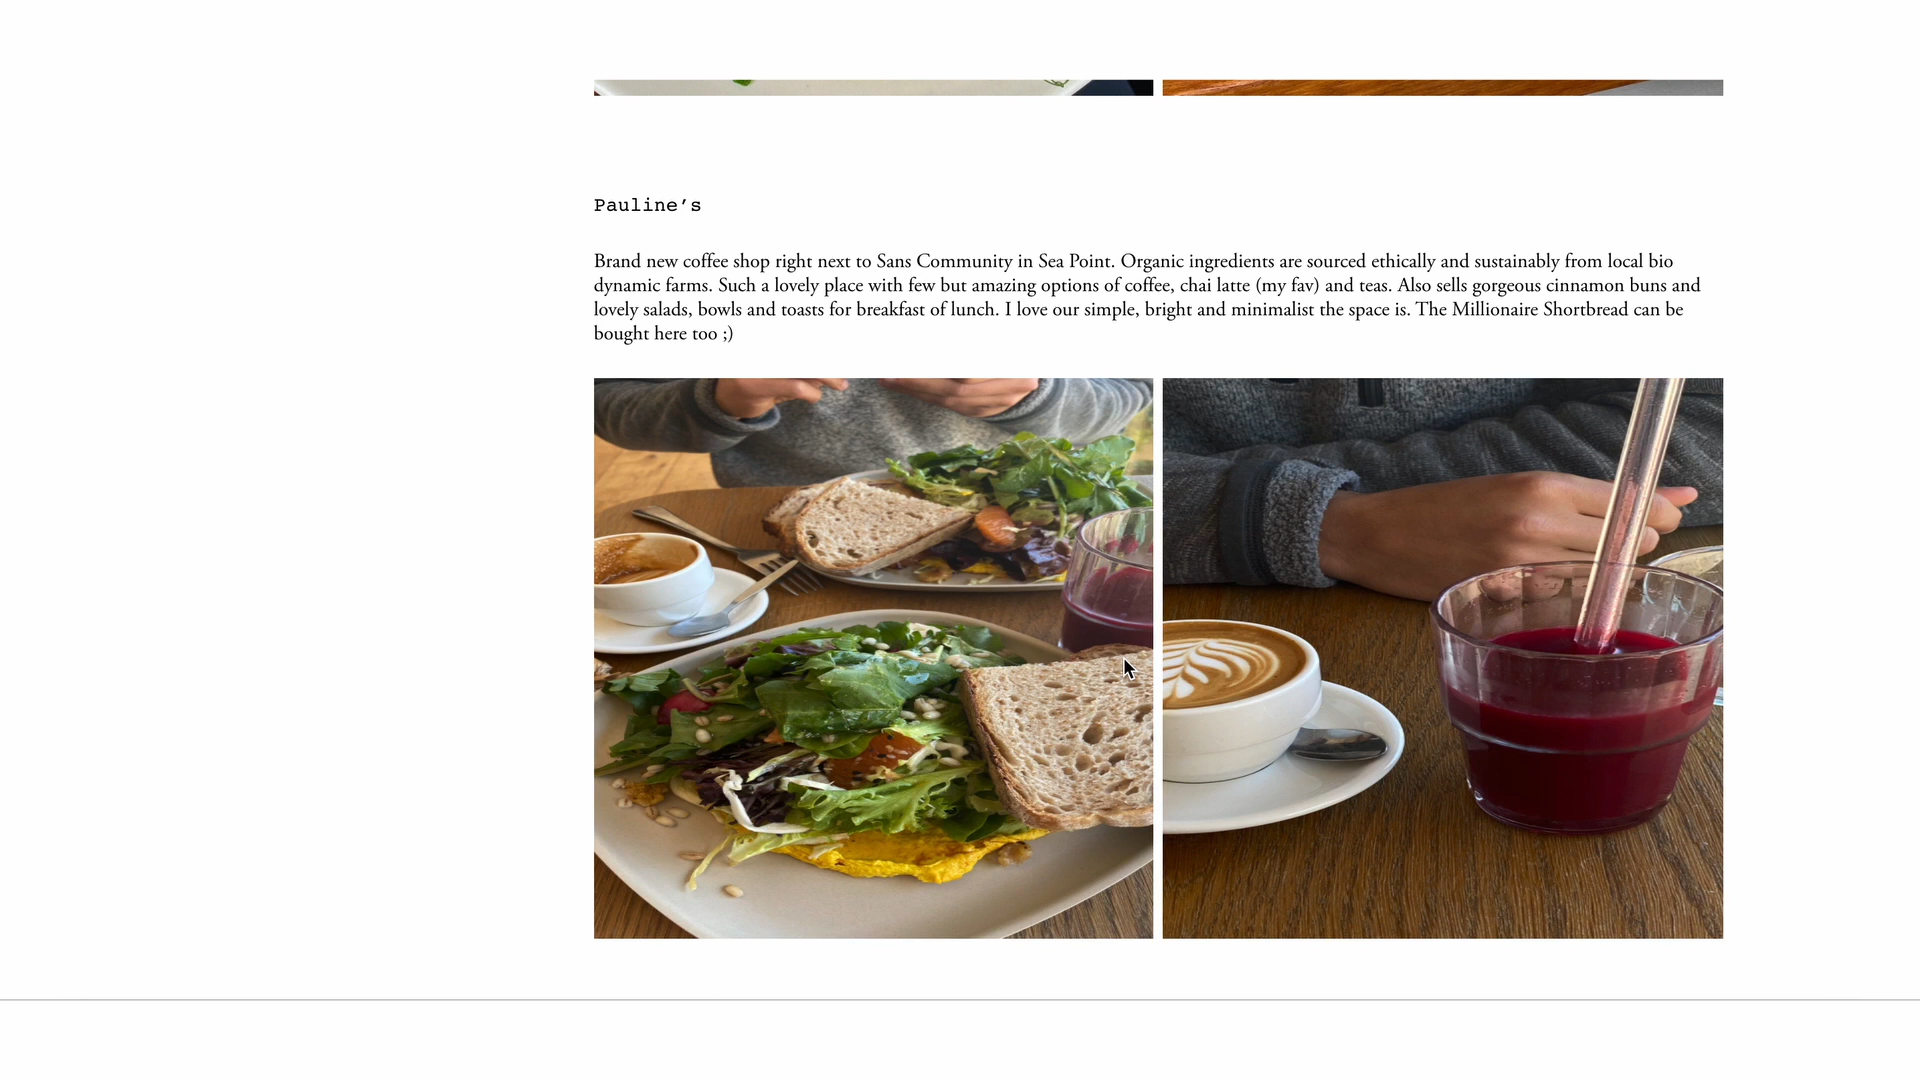 Pauline’s
Brand new coffee shop right next to Sans Community in Sea Point. Organic ingredients are sourced ethically and sustainably from local bio
dynamic farms. Such a lovely place with few but amazing options of coffee, chai latte (my fav) and teas. Also sells gorgeous cinnamon buns and
lovely salads, bowls and toasts for breakfast of lunch. I love our simple, bright and minimalist the space is. The Millionaire Shortbread can be
bought here too ;)